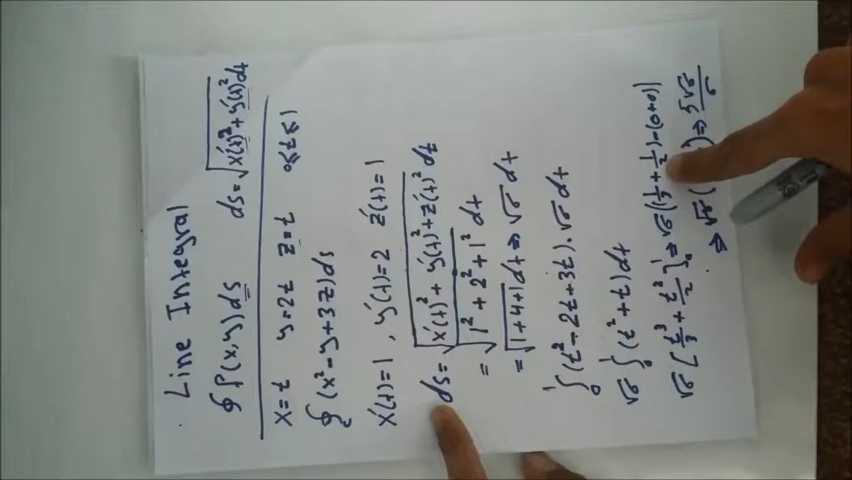 Line Integral
∮ P(x,y)ds ds=√(x'(t)²+y'(t)²) dt
x=t y=2t z=t 0≤t≤1
∮c (x²-y+3z)ds
x'(t)=1, y'(t)=2 z'(t)=1
ds=√(x'(t)²+y'(t)²+z'(t)²) dt
=√(1²+2²+1²) dt
=√(1+4+1) dt ⇒ √6 dt
∫₀¹ (t²-2t+3t).√6 dt
√6 ∫₀¹ (t²+t)dt
√6 [t³/3 + t²/2]₀¹ ⇒ √6 |(1/3+1/2)-(0+0)|
⇒ √6 ( ) ⇒ 5√6/6